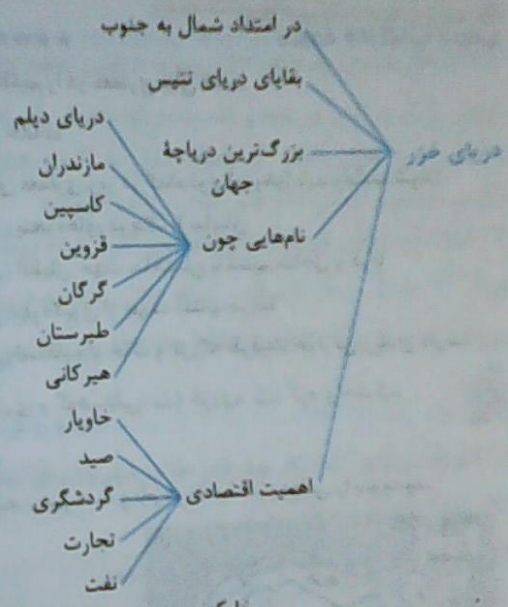 دریای خزر
در امتداد شمال به جنوب
بقایای دریای تتیس
بزرگ‌ترین دریاچهٔ
جهان
نام‌هایی چون
دریای دیلم
مازندران
کاسپین
قزوین
گرگان
طبرستان
هیرکانی
اهمیت اقتصادی
خاویار
صید
گردشگری
تجارت
نفت